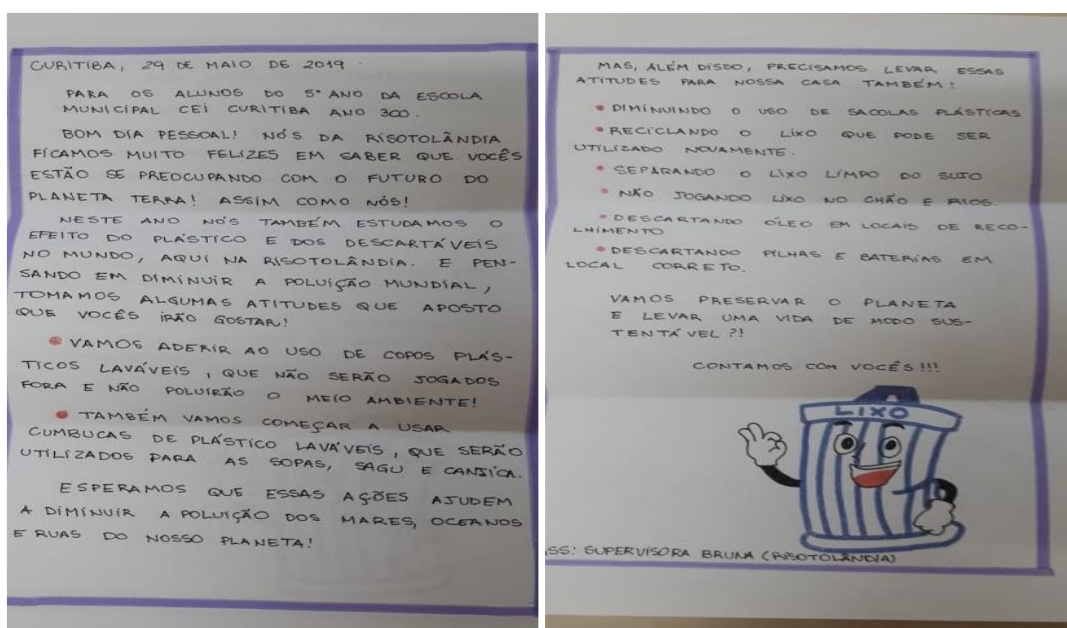 CURITIBA, 29 DE MAIO DE 2019.
PARA OS ALUNOS DO 5º ANO DA ESCOLA
MUNICIPAL CEI CURITIBA ANO 300.
BOM DIA PESSOAL! NÓS DA RISOTOLÂNDIA
FICAMOS MUITO FELIZES EM SABER QUE VOCÊS
ESTÃO SE PREOCUPANDO COM O FUTURO DO
PLANETA TERRA! ASSIM COMO NÓS!
NESTE ANO NÓS TAMBÉM ESTUDAMOS O
EFEITO DO PLÁSTICO E DOS DESCARTÁVEIS
NO MUNDO, AQUI NA RISOTOLÂNDIA. E PEN-
SANDO EM DIMINUIR A POLUIÇÃO MUNDIAL,
TOMAMOS ALGUMAS ATITUDES QUE APOSTO
QUE VOCÊS IRÃO GOSTAR!
• VAMOS ADERIR AO USO DE COPOS PLÁS-
TICOS LAVÁVEIS, QUE NÃO SERÃO JOGADOS
FORA E NÃO POLUIRÃO O MEIO AMBIENTE!
• TAMBÉM VAMOS COMEÇAR A USAR
CUMBUCAS DE PLÁSTICO LAVÁVEIS, QUE SERÃO
UTILIZADOS PARA AS SOPAS, SAGU E CANJICA.
ESPERAMOS QUE ESSAS AÇÕES AJUDEM
A DIMINUIR A POLUIÇÃO DOS MARES, OCEANOS
E RUAS DO NOSSO PLANETA!
MAS, ALÉM DISSO, PRECISAMOS LEVAR ESSAS
ATITUDES PARA NOSSA CASA TAMBÉM!
• DIMINUINDO O USO DE SACOLAS PLÁSTICAS
• RECICLANDO O LIXO QUE PODE SER
UTILIZADO NOVAMENTE.
• SEPARANDO O LIXO LIMPO DO SUJO
• NÃO JOGANDO LIXO NO CHÃO E RIOS.
• DESCARTANDO ÓLEO EM LOCAIS DE RECO-
LHIMENTO
• DESCARTANDO PILHAS E BATERIAS EM
LOCAL CORRETO.
VAMOS PRESERVAR O PLANETA
E LEVAR UMA VIDA DE MODO SUS-
TENTÁVEL?!
CONTAMOS COM VOCÊS!!!
LIXO
ASS: SUPERVISORA BRUNA (RISOTOLÂNDIA)